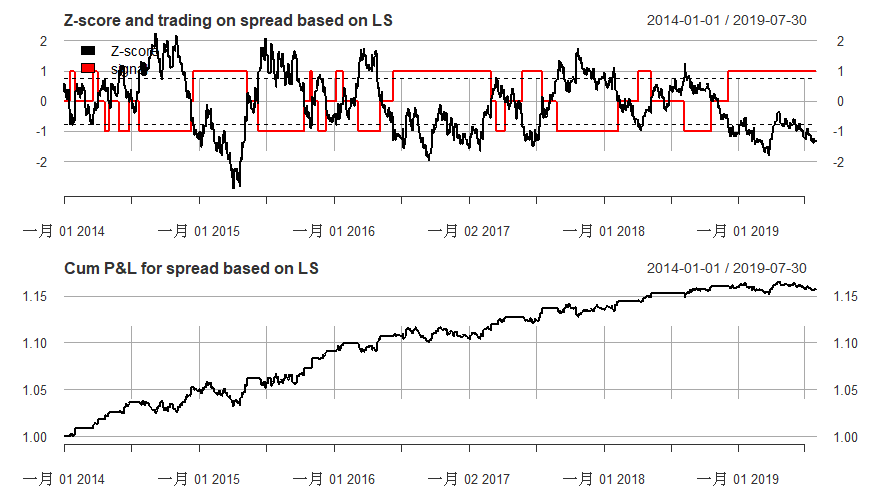 Z-score and trading on spread based on LS 2014-01-01 / 2019-07-30
2 2
Z-score
signal
1 1
0 0
-1 -1
-2 -2
一月 01 2014 一月 01 2015 一月 01 2016 一月 02 2017 一月 01 2018 一月 01 2019
Cum P&L for spread based on LS 2014-01-01 / 2019-07-30
1.15 1.15
1.10 1.10
1.05 1.05
1.00 1.00
一月 01 2014 一月 01 2015 一月 01 2016 一月 02 2017 一月 01 2018 一月 01 2019